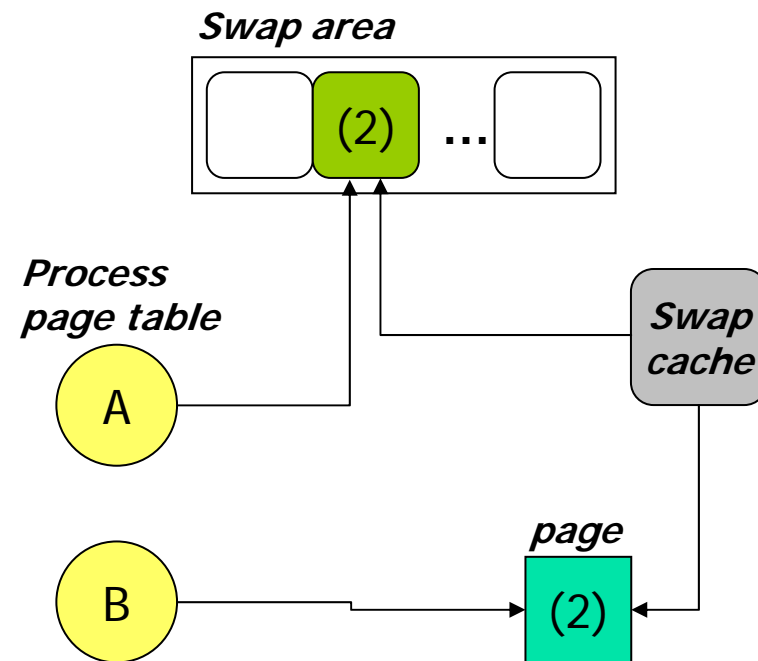 Swap area
(2)
...
Process
page table
Swap
cache
A
page
B
(2)